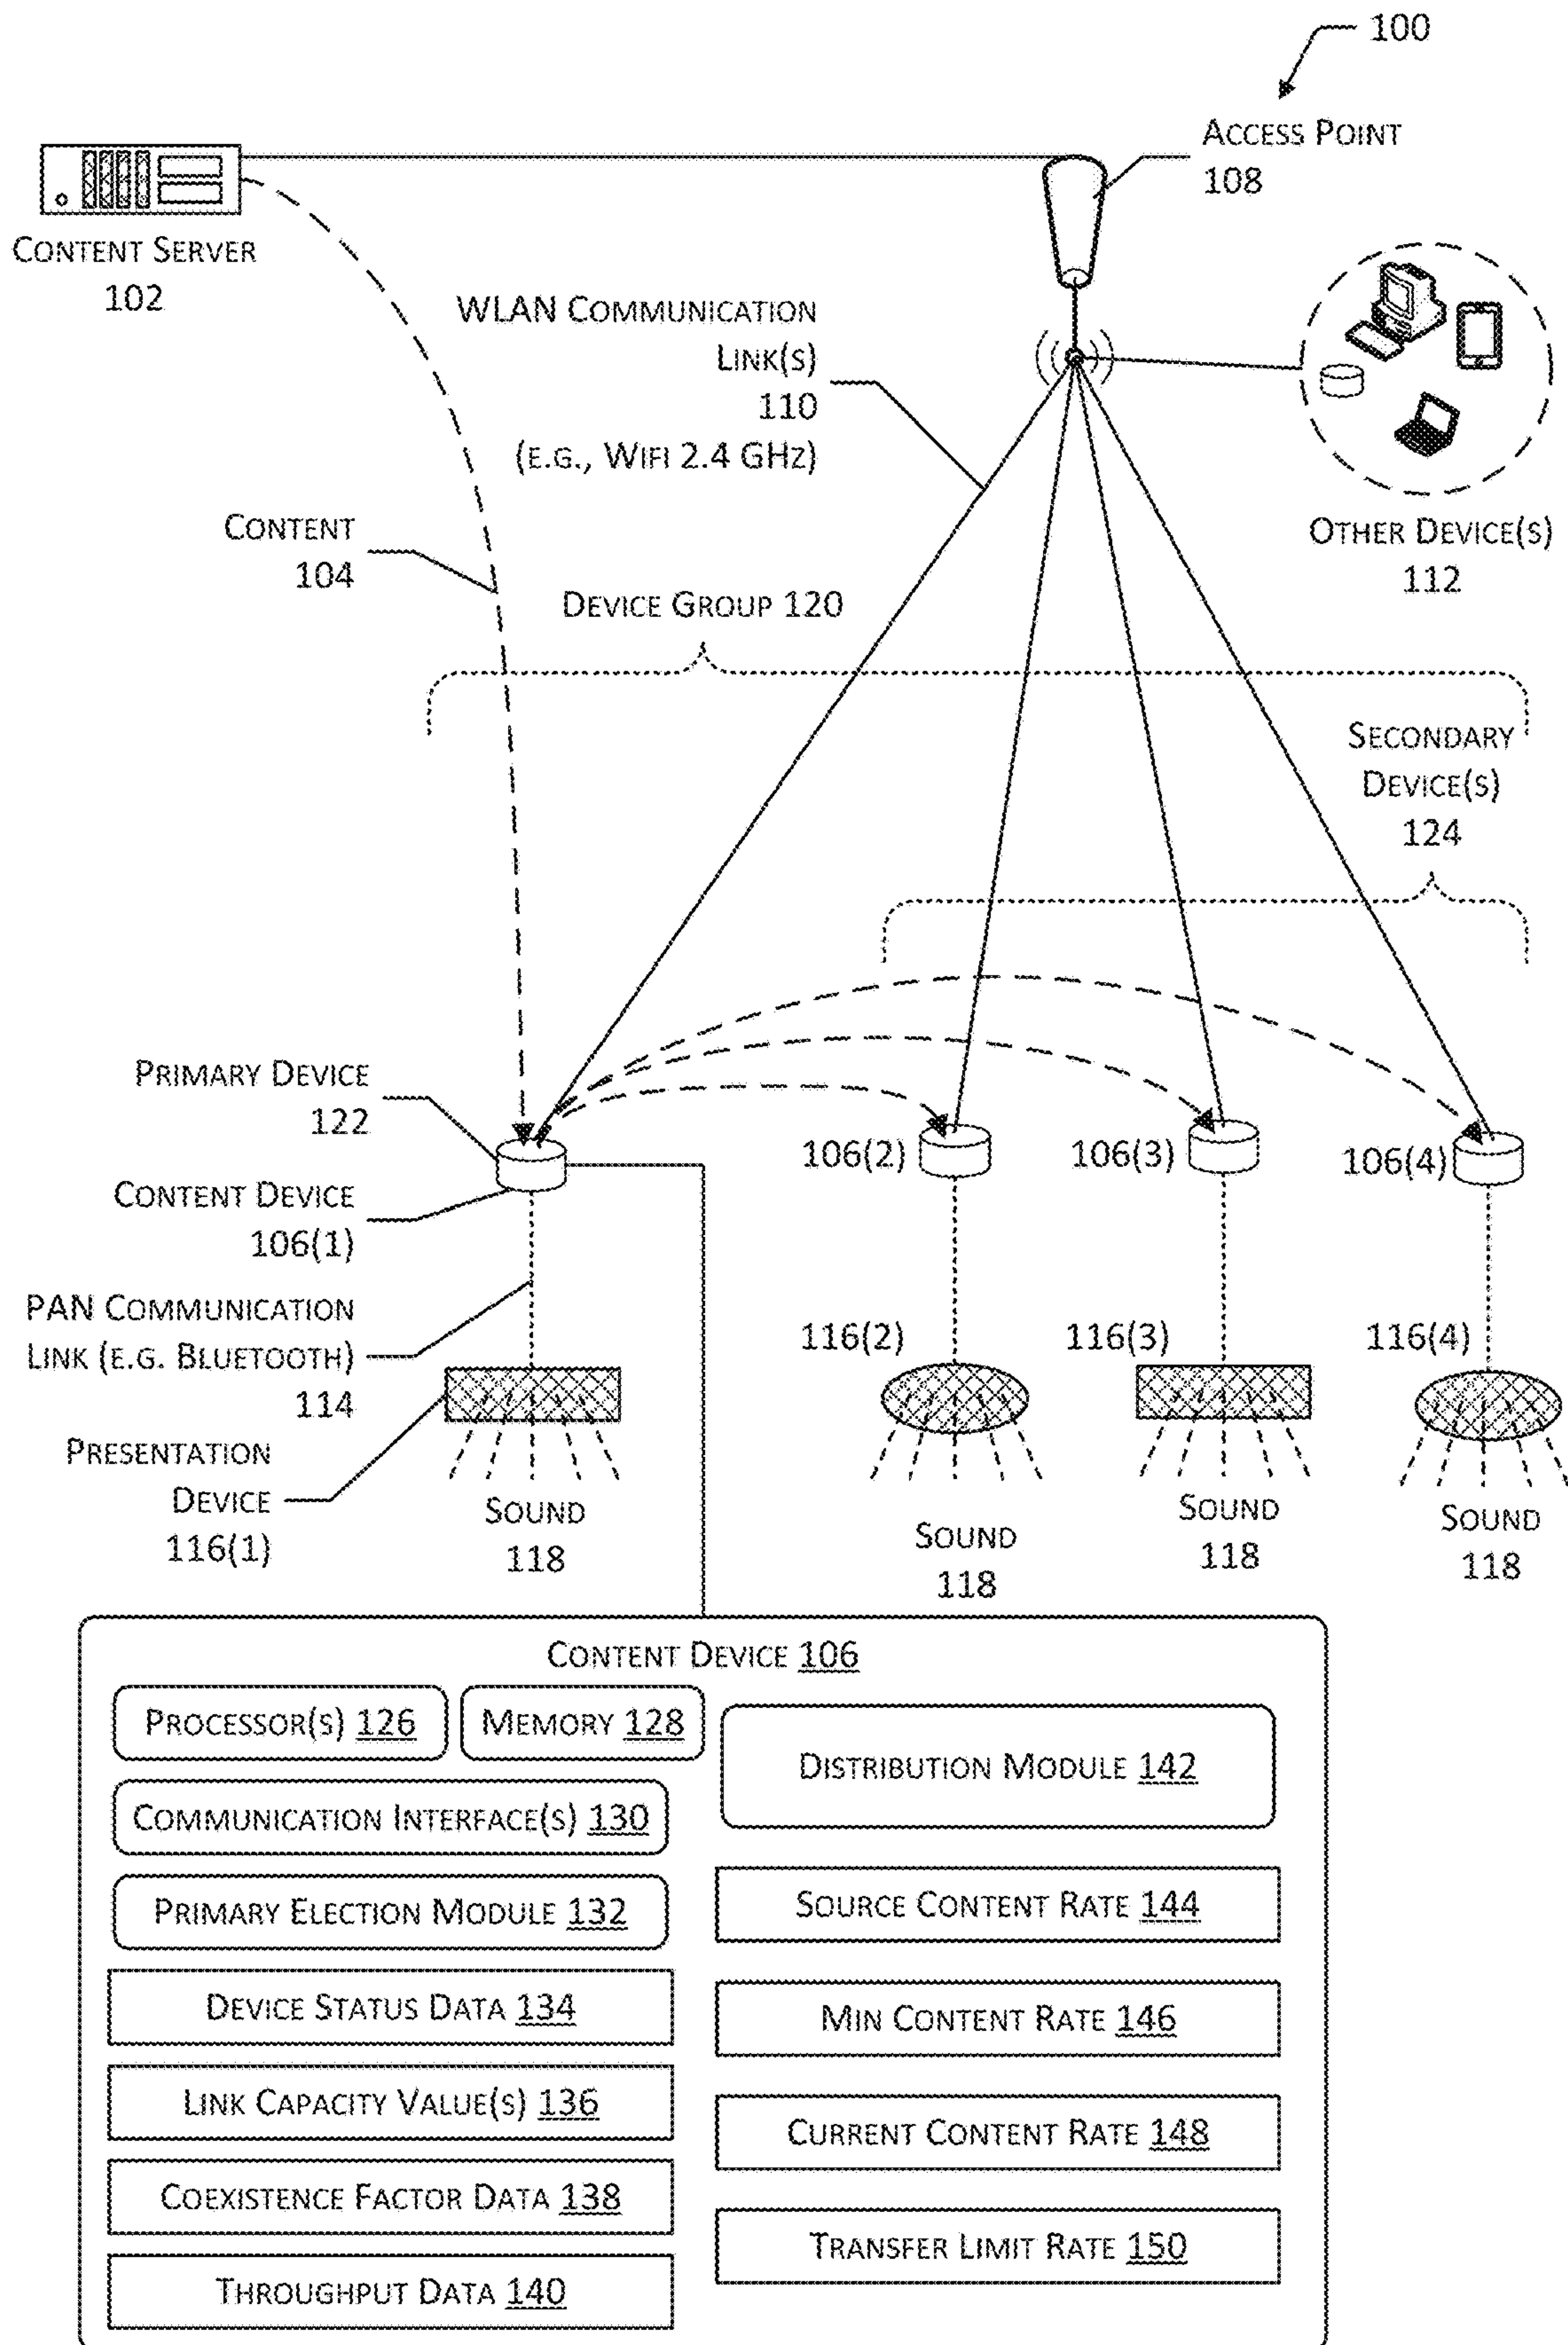 100
ACCESS POINT
108
CONTENT SERVER
102
WLAN COMMUNICATION
LINK(S)
110
(E.G., WIFI 2.4 GHZ)
CONTENT
104
OTHER DEVICE(S)
112
DEVICE GROUP 120
SECONDARY
DEVICE(S)
124
PRIMARY DEVICE
122
106(2)
106(3)
106(4)
CONTENT DEVICE
106(1)
PAN COMMUNICATION
LINK (E.G. BLUETOOTH)
114
116(2)
116(3)
116(4)
PRESENTATION
DEVICE
116(1)
SOUND
118
SOUND
118
SOUND
118
SOUND
118
CONTENT DEVICE 106
PROCESSOR(S) 126
MEMORY 128
COMMUNICATION INTERFACE(S) 130
PRIMARY ELECTION MODULE 132
DEVICE STATUS DATA 134
LINK CAPACITY VALUE(S) 136
COEXISTENCE FACTOR DATA 138
THROUGHPUT DATA 140
DISTRIBUTION MODULE 142
SOURCE CONTENT RATE 144
MIN CONTENT RATE 146
CURRENT CONTENT RATE 148
TRANSFER LIMIT RATE 150